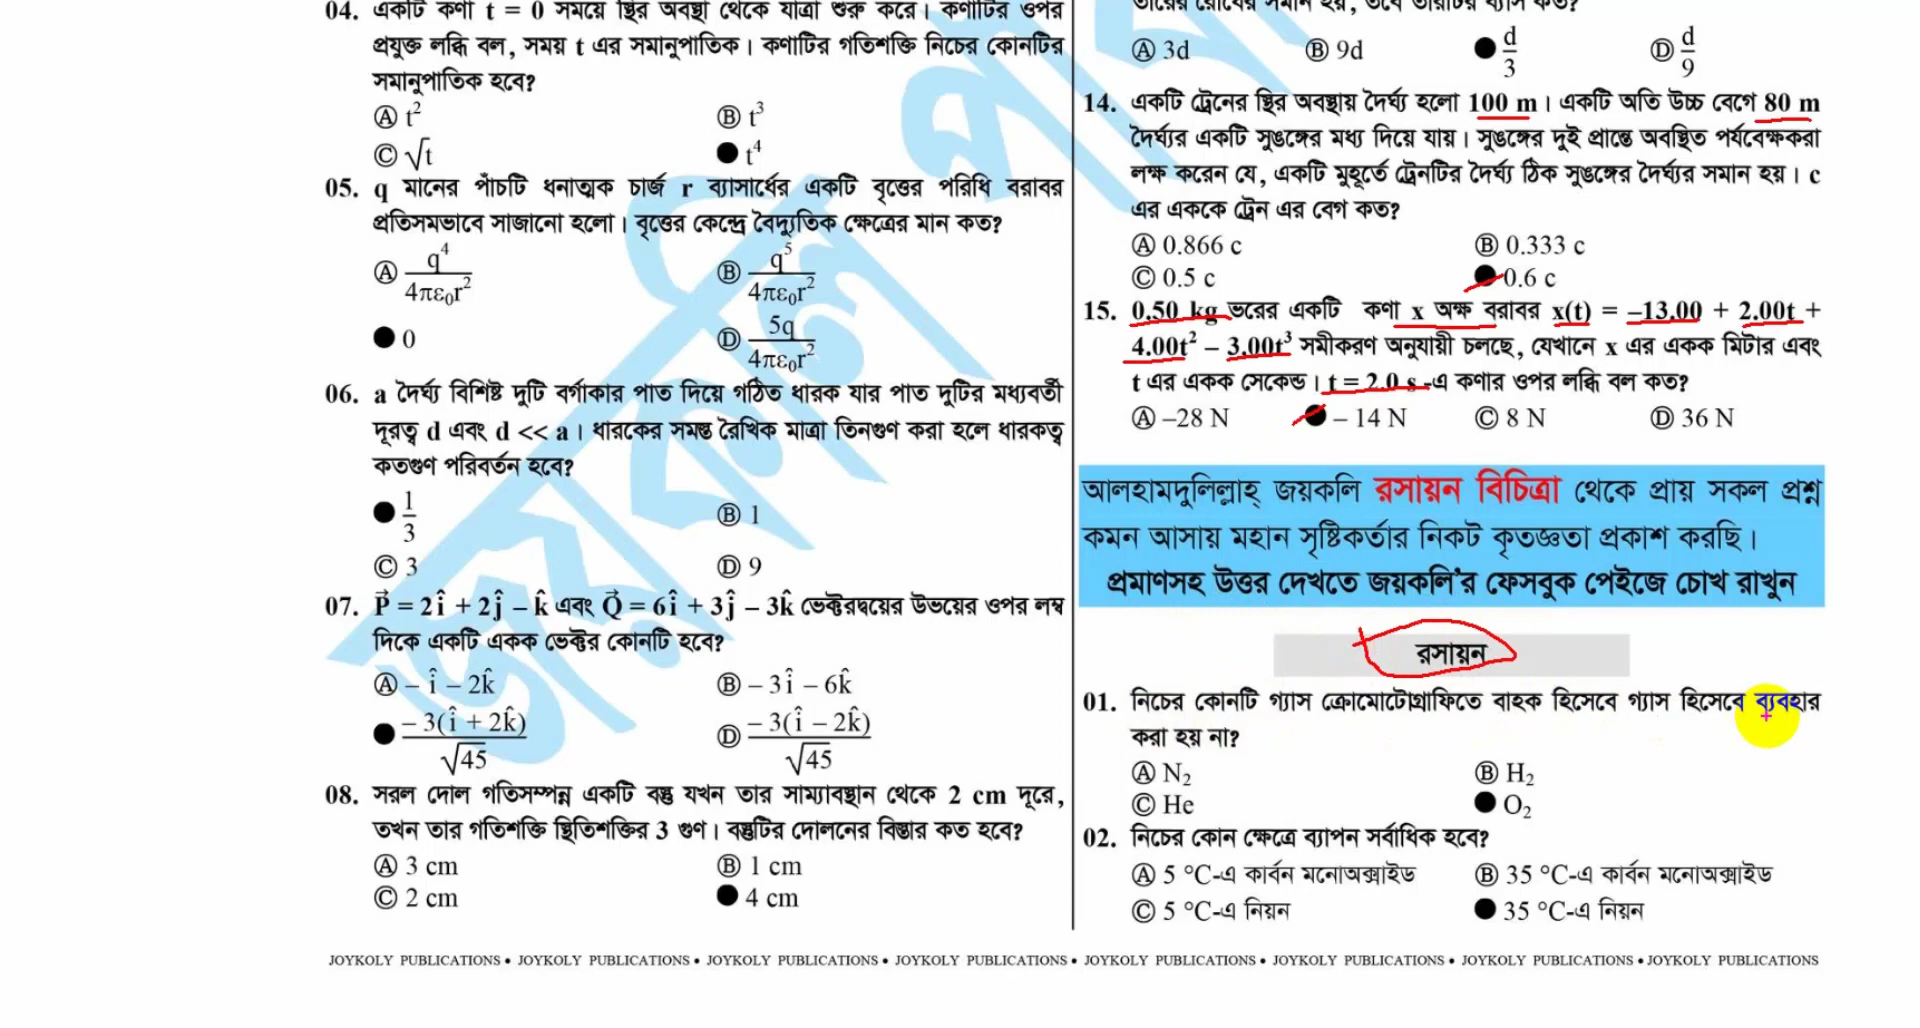 04. একটি কণা t = 0 সময়ে স্থির অবস্থা থেকে যাত্রা শুরু করে। কণাটির ওপর
প্রযুক্ত লব্ধি বল, সময় t এর সমানুপাতিক। কণাটির গতিশক্তি নিচের কোনটির
সমানুপাতিক হবে?
Ⓐ t² Ⓑ t³
Ⓒ √t ● t⁴
05. q মানের পাঁচটি ধনাত্মক চার্জ r ব্যাসার্ধের একটি বৃত্তের পরিধি বরাবর
প্রতিসমভাবে সাজানো হলো। বৃত্তের কেন্দ্রে বৈদ্যুতিক ক্ষেত্রের মান কত?
Ⓐ q⁴/4πε₀r² Ⓑ q⁵/4πε₀r²
● 0 Ⓓ 5q/4πε₀r²
06. a দৈর্ঘ্য বিশিষ্ট দুটি বর্গাকার পাত দিয়ে গঠিত ধারক যার পাত দুটির মধ্যবর্তী
দূরত্ব d এবং d << a। ধারকের সমস্ত রৈখিক মাত্রা তিনগুণ করা হলে ধারকত্ব
কতগুণ পরিবর্তন হবে?
● 1/3 Ⓑ 1
Ⓒ 3 Ⓓ 9
07. P⃗ = 2î + 2ĵ – k̂ এবং Q⃗ = 6î + 3ĵ – 3k̂ ভেক্টরদ্বয়ের উভয়ের ওপর লম্ব
দিকে একটি একক ভেক্টর কোনটি হবে?
Ⓐ – î – 2k̂ Ⓑ – 3î – 6k̂
● – 3(î + 2k̂)/√45 Ⓓ – 3(î – 2k̂)/√45
08. সরল দোল গতিসম্পন্ন একটি বস্তু যখন তার সাম্যাবস্থান থেকে 2 cm দূরে,
তখন তার গতিশক্তি স্থিতিশক্তির 3 গুণ। বস্তুটির দোলনের বিস্তার কত হবে?
Ⓐ 3 cm Ⓑ 1 cm
Ⓒ 2 cm ● 4 cm
তারের রোধের সমান হয়, তবে তারটির ব্যাস কত?
Ⓐ 3d Ⓑ 9d ● d/3 Ⓓ d/9
14. একটি ট্রেনের স্থির অবস্থায় দৈর্ঘ্য হলো 100 m। একটি অতি উচ্চ বেগে 80 m
দৈর্ঘ্যর একটি সুঙ্গের মধ্য দিয়ে যায়। সুঙ্গের দুই প্রান্তে অবস্থিত পর্যবেক্ষকরা
লক্ষ করেন যে, একটি মুহূর্তে ট্রেনটির দৈর্ঘ্য ঠিক সুঙ্গের দৈর্ঘ্যর সমান হয়। c
এর এককে ট্রেন এর বেগ কত?
Ⓐ 0.866 c Ⓑ 0.333 c
Ⓒ 0.5 c ● 0.6 c
15. 0.50 kg ভরের একটি কণা x অক্ষ বরাবর x(t) = –13.00 + 2.00t +
4.00t² – 3.00t³ সমীকরণ অনুযায়ী চলছে, যেখানে x এর একক মিটার এবং
t এর একক সেকেন্ড। t = 2.0 s -এ কণার ওপর লব্ধি বল কত?
Ⓐ –28 N ● – 14 N Ⓒ 8 N Ⓓ 36 N
আলহামদুলিল্লাহ্ জয়কলি রসায়ন বিচিত্রা থেকে প্রায় সকল প্রশ্ন
কমন আসায় মহান সৃষ্টিকর্তার নিকট কৃতজ্ঞতা প্রকাশ করছি।
প্রমাণসহ উত্তর দেখতে জয়কলি'র ফেসবুক পেইজে চোখ রাখুন
রসায়ন
01. নিচের কোনটি গ্যাস ক্রোমোটোগ্রাফিতে বাহক হিসেবে গ্যাস হিসেবে ব্যবহার
করা হয় না?
Ⓐ N₂ Ⓑ H₂
Ⓒ He ● O₂
02. নিচের কোন ক্ষেত্রে ব্যাপন সর্বাধিক হবে?
Ⓐ 5 °C-এ কার্বন মনোঅক্সাইড Ⓑ 35 °C-এ কার্বন মনোঅক্সাইড
Ⓒ 5 °C-এ নিয়ন ● 35 °C-এ নিয়ন
JOYKOLY PUBLICATIONS • JOYKOLY PUBLICATIONS • JOYKOLY PUBLICATIONS • JOYKOLY PUBLICATIONS • JOYKOLY PUBLICATIONS • JOYKOLY PUBLICATIONS • JOYKOLY PUBLICATIONS • JOYKOLY PUBLICATIONS